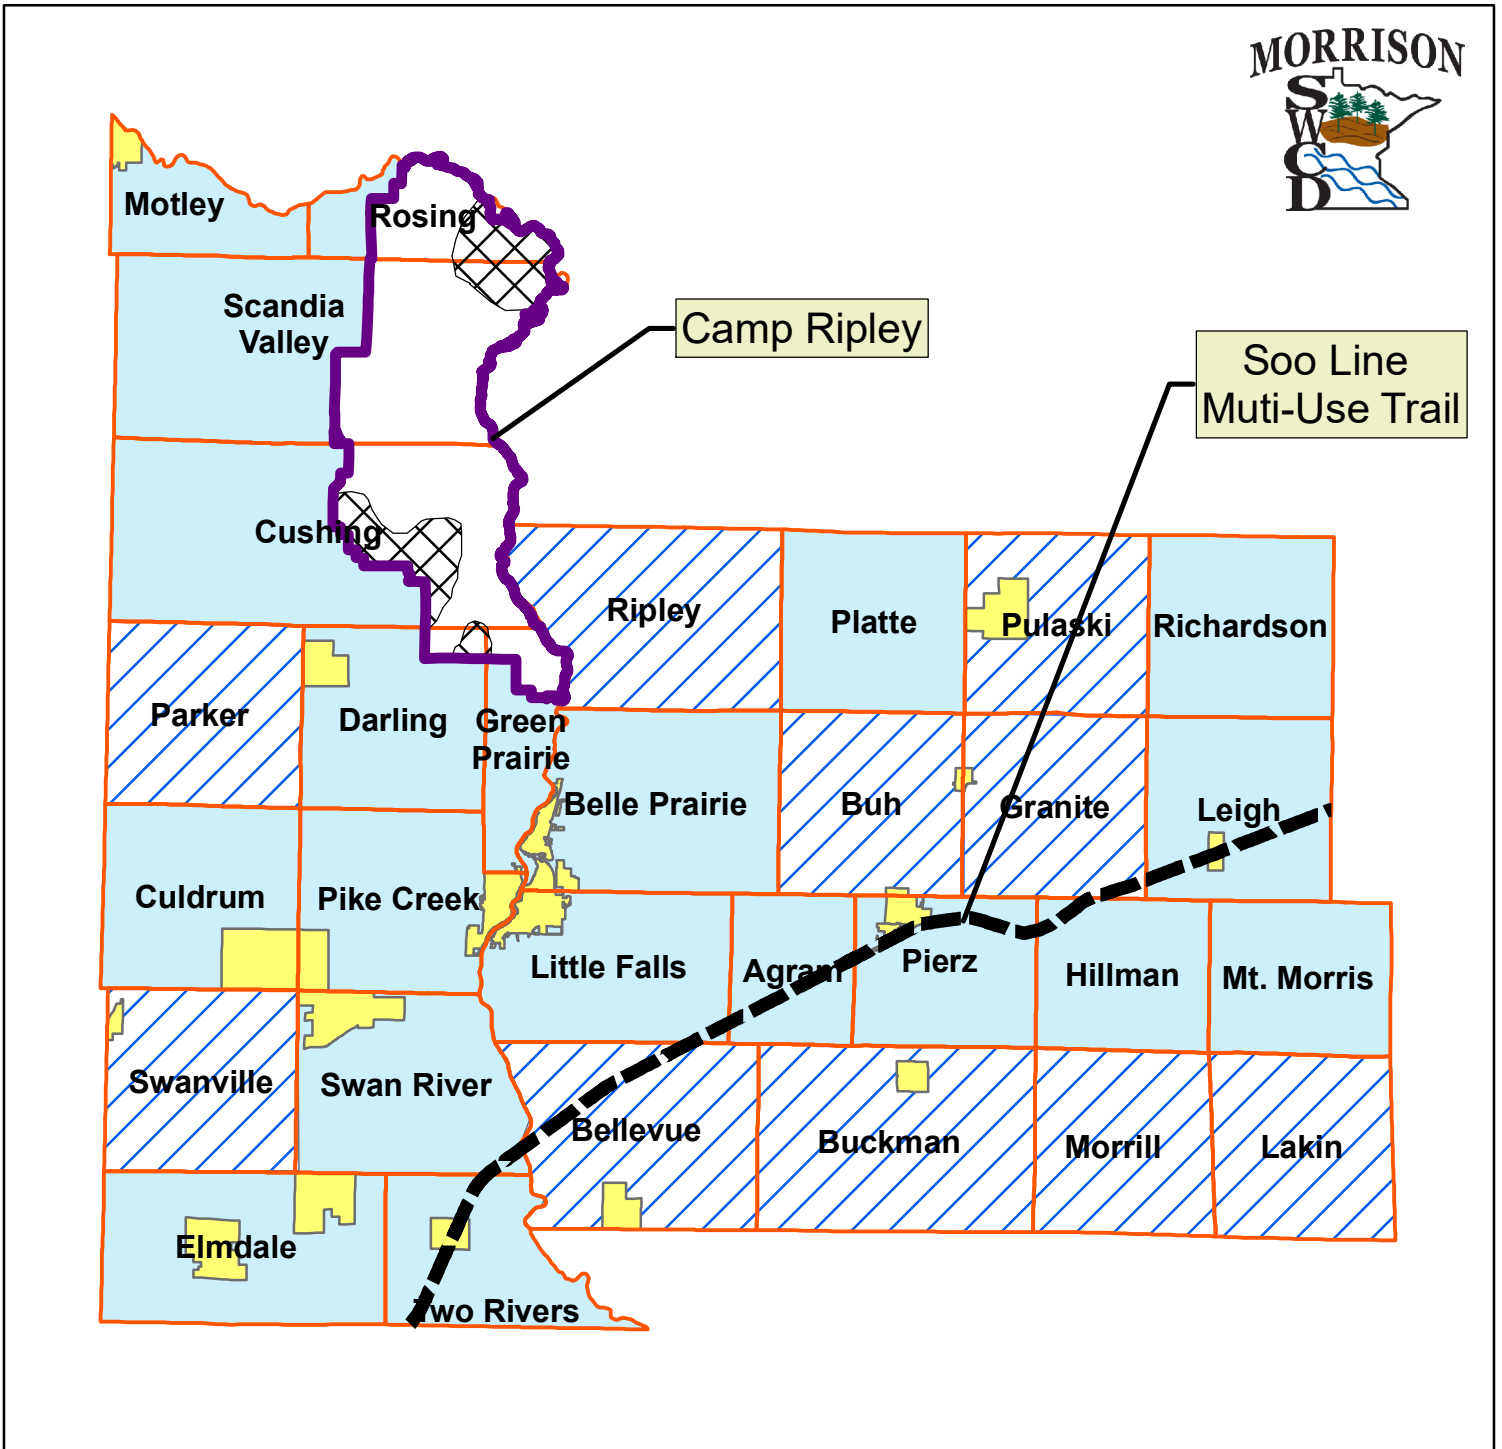 MORRISON
SWCD
Motley
Rosing
Scandia
Valley
Camp Ripley
Soo Line
Muti-Use Trail
Cushing
Ripley
Platte
Pulaski
Richardson
Parker
Darling
Green
Prairie
Belle Prairie
Buh
Granite
Leigh
Culdrum
Pike Creek
Little Falls
Agram
Pierz
Hillman
Mt. Morris
Swanville
Swan River
Bellevue
Buckman
Morrill
Lakin
Elmdale
Two Rivers